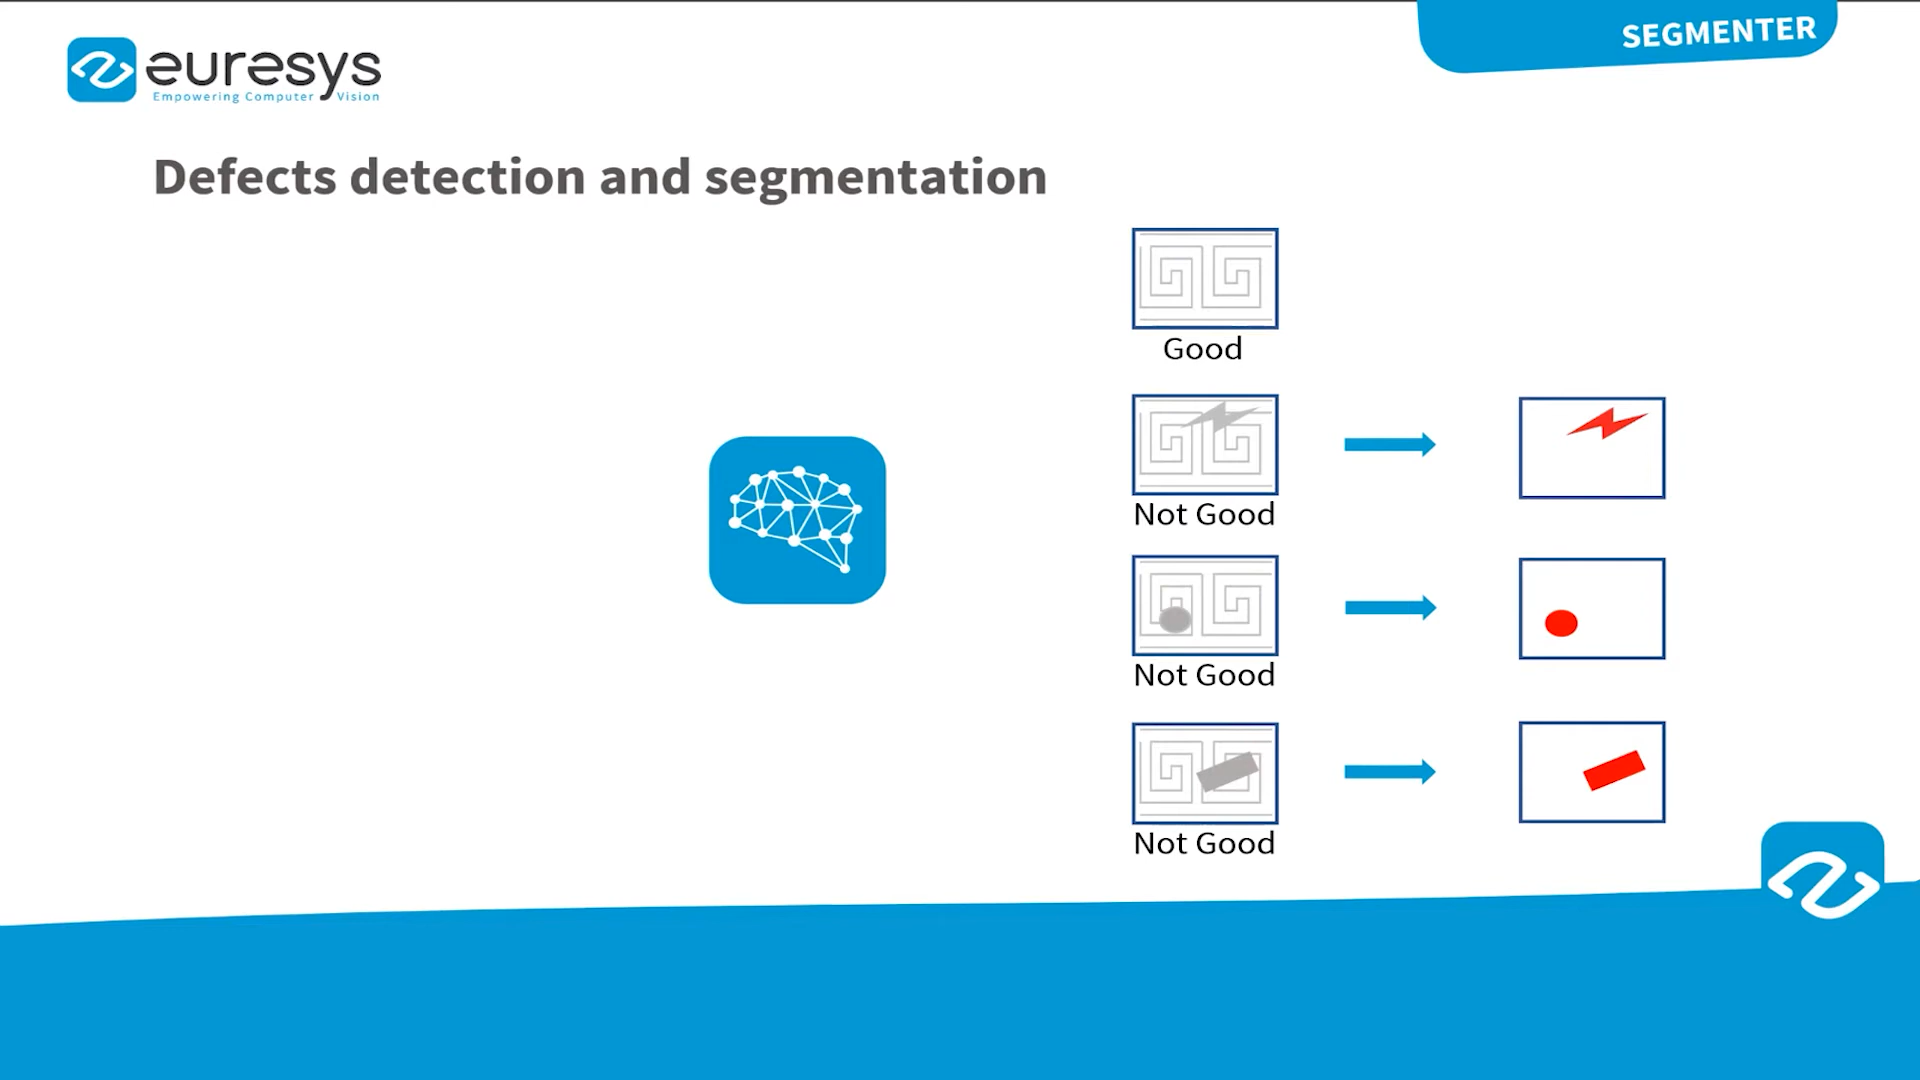 SEGMENTER
euresys
Empowering Computer Vision
Defects detection and segmentation
Good
Not Good
Not Good
Not Good